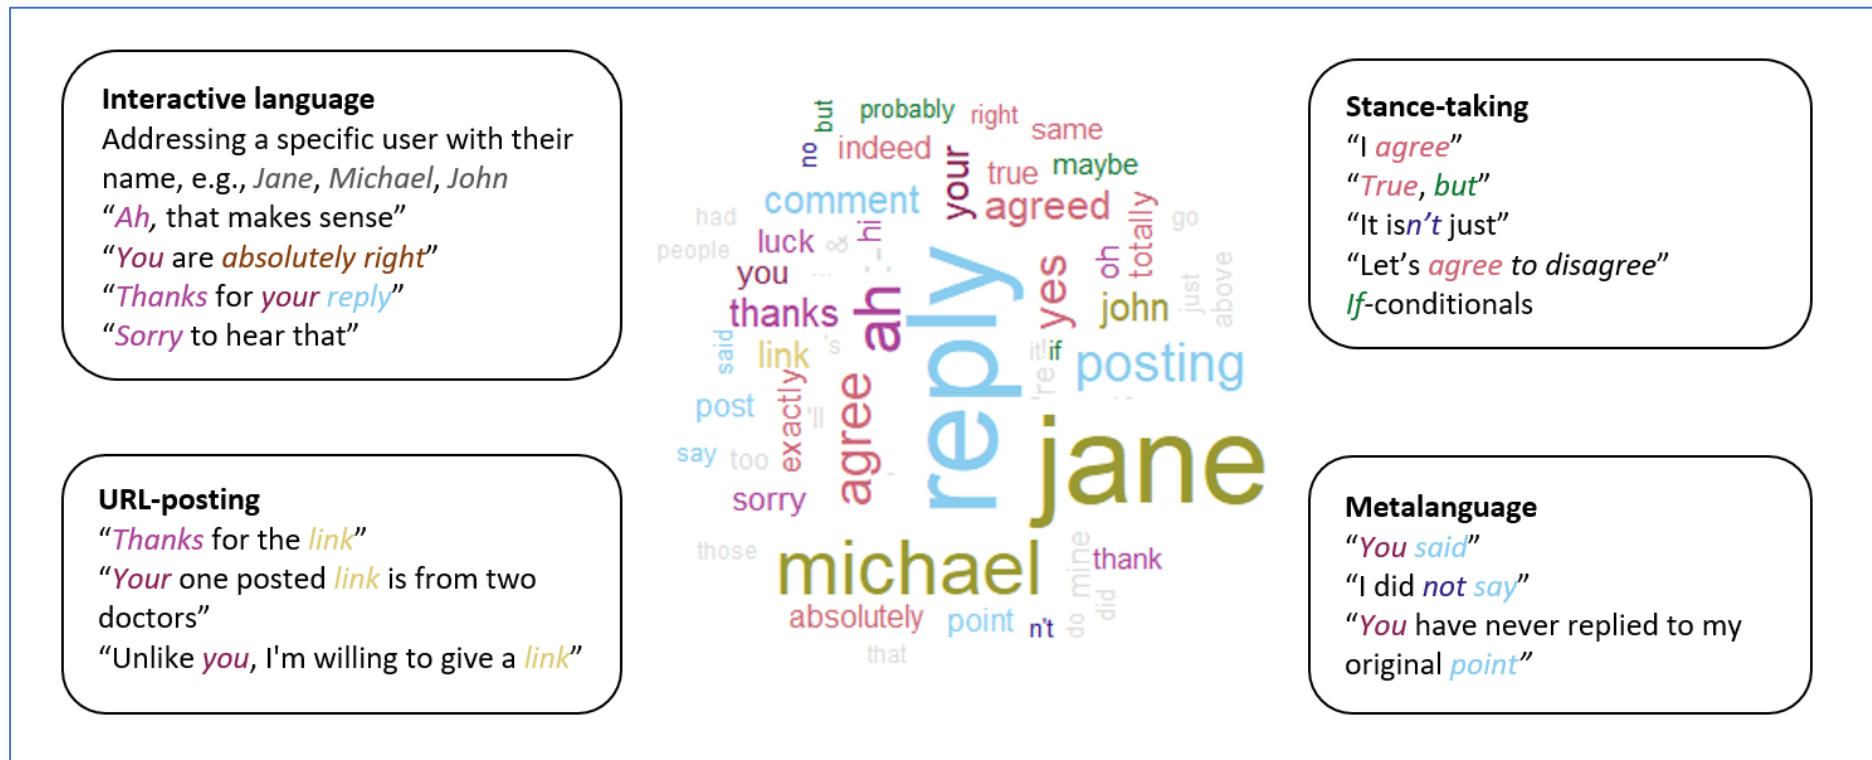 Interactive language
Addressing a specific user with their
name, e.g., Jane, Michael, John
“Ah, that makes sense”
“You are absolutely right”
“Thanks for your reply”
“Sorry to hear that”
URL-posting
“Thanks for the link”
“Your one posted link is from two
doctors”
“Unlike you, I'm willing to give a link”
but
probably
right
same
no
indeed
your
true
maybe
comment
agreed
had
hi
totally
go
people
luck
&
:-
oh
you
...
reply
yes
just
above
thanks
ah
john
said
link
's
it!
if
posting
're
post
exactly
'll
agree
jane
say
too
sorry
those
michael
mine
thank
absolutely
point
n't
do
did
that
Stance-taking
“I agree”
“True, but”
“It isn’t just”
“Let’s agree to disagree”
If-conditionals
Metalanguage
“You said”
“I did not say”
“You have never replied to my
original point”